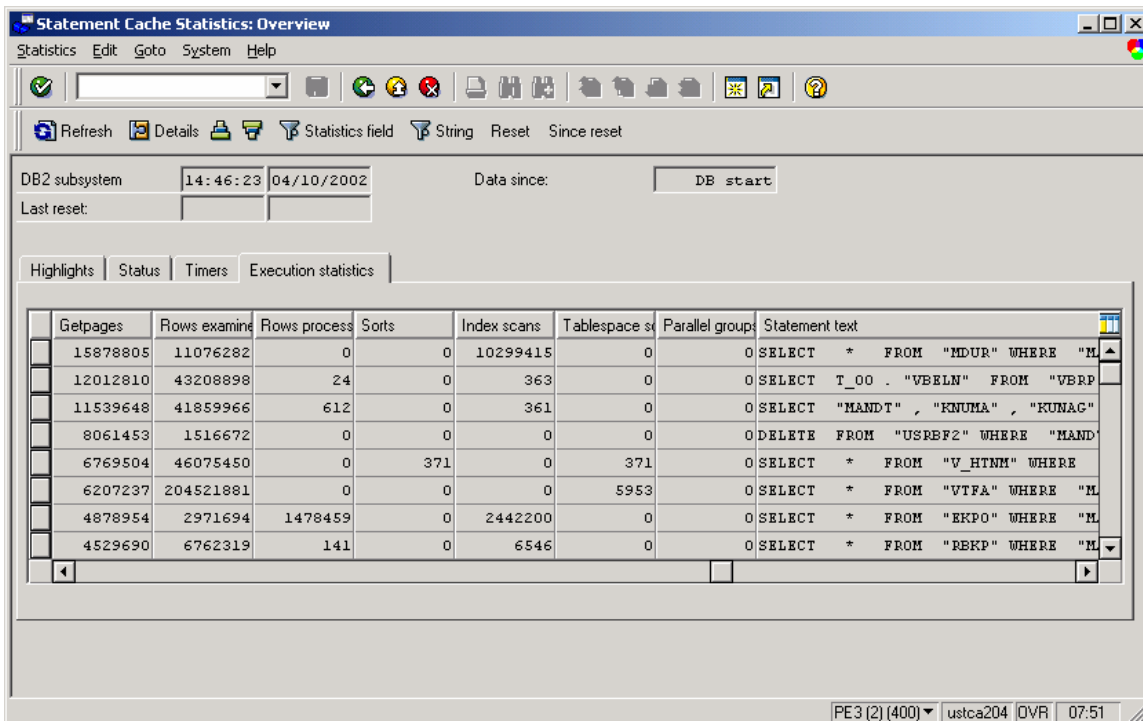 Statement Cache Statistics: Overview
Statistics Edit Goto System Help
Refresh Details Statistics field String Reset Since reset
DB2 subsystem 14:46:23 04/10/2002 Data since: DB start
Last reset:
Highlights Status Timers Execution statistics
Getpages Rows examine Rows process Sorts Index scans Tablespace s Parallel group Statement text
15878805 11076282 0 0 10299415 0 0 SELECT * FROM "MDUR" WHERE "M
12012810 43208898 24 0 363 0 0 SELECT T_00 . "VBELN" FROM "VBRP
11539648 41859966 612 0 361 0 0 SELECT "MANDT" , "KNUMA" , "KUNAG"
8061453 1516672 0 0 0 0 0 DELETE FROM "USRBF2" WHERE "MAND
6769504 46075450 0 371 0 371 0 SELECT * FROM "V_HTNM" WHERE
6207237 204521881 0 0 0 5953 0 SELECT * FROM "VTFA" WHERE "M
4878954 2971694 1478459 0 2442200 0 0 SELECT * FROM "EKPO" WHERE "M
4529690 6762319 141 0 6546 0 0 SELECT * FROM "RBKP" WHERE "M
PE3 (2) (400) ustca204 OVR 07:51